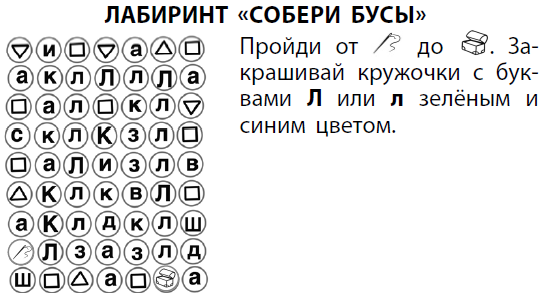 ЛАБИРИНТ «СОБЕРИ БУСЫ»
и а
а к л Л л Л а
а л к л
с к л К з л
а Л и з л в
К л к в Л
а К л д к л ш
Л з а з л д
ш а а
Пройди от до . За-
крашивай кружочки с бук-
вами Л или л зелёным и
синим цветом.